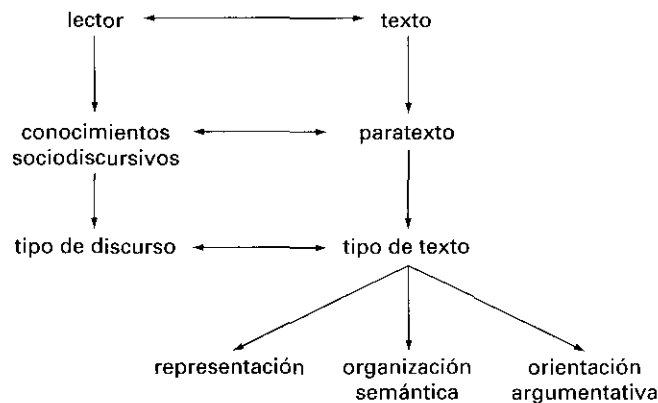 lector texto
conocimientos paratexto
sociodiscursivos
tipo de discurso tipo de texto
representación organización orientación
semántica argumentativa